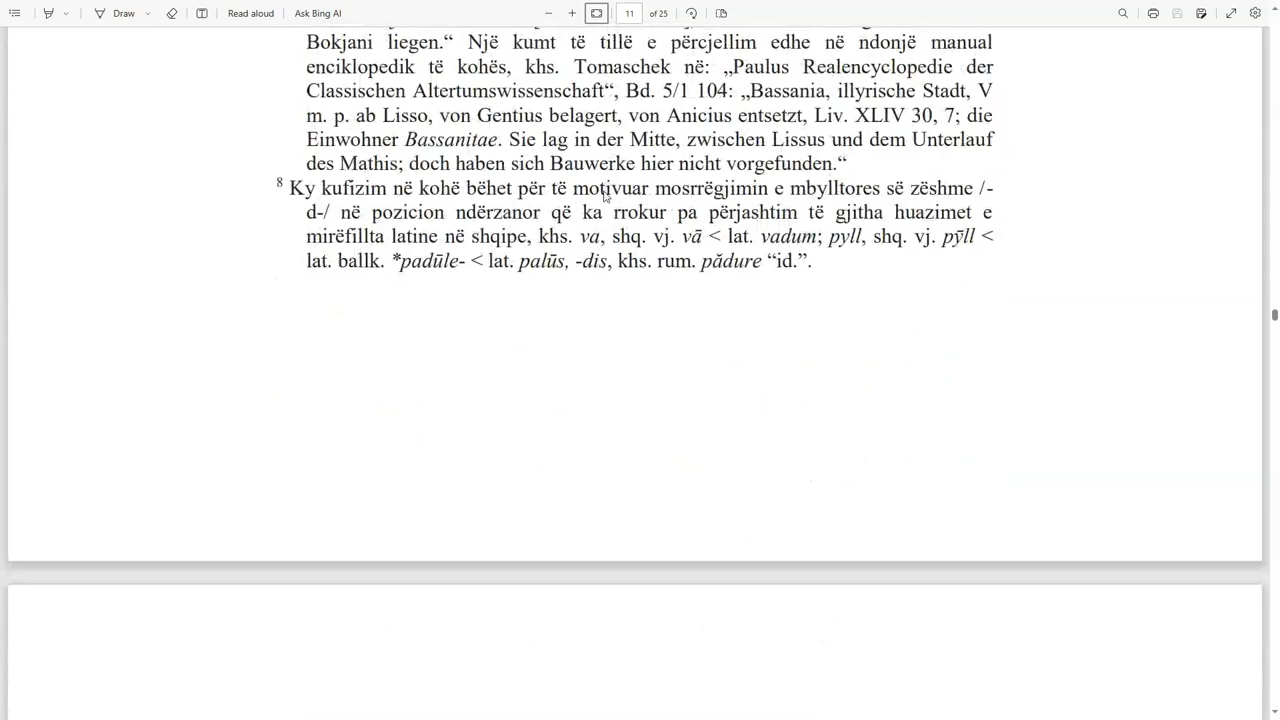 Draw
Read aloud
Ask Bing AI
11 of 25
Bokjani liegen.“ Një kumt të tillë e përcjellim edhe në ndonjë manual
enciklopedik të kohës, khs. Tomaschek në: „Paulus Realencyclopedie der
Classischen Altertumswissenschaft“, Bd. 5/1 104: „Bassania, illyrische Stadt, V
m. p. ab Lisso, von Gentius belagert, von Anicius entsetzt, Liv. XLIV 30, 7; die
Einwohner Bassanitae. Sie lag in der Mitte, zwischen Lissus und dem Unterlauf
des Mathis; doch haben sich Bauwerke hier nicht vorgefunden.“
8 Ky kufizim në kohë bëhet për të motivuar mosrrëgjimin e mbylltores së zëshme /-
d-/ në pozicion ndërzanor që ka rrokur pa përjashtim të gjitha huazimet e
mirëfillta latine në shqipe, khs. va, shq. vj. vā < lat. vadum; pyll, shq. vj. pȳll <
lat. ballk. *padūle- < lat. palūs, -dis, khs. rum. pădure “id.”.